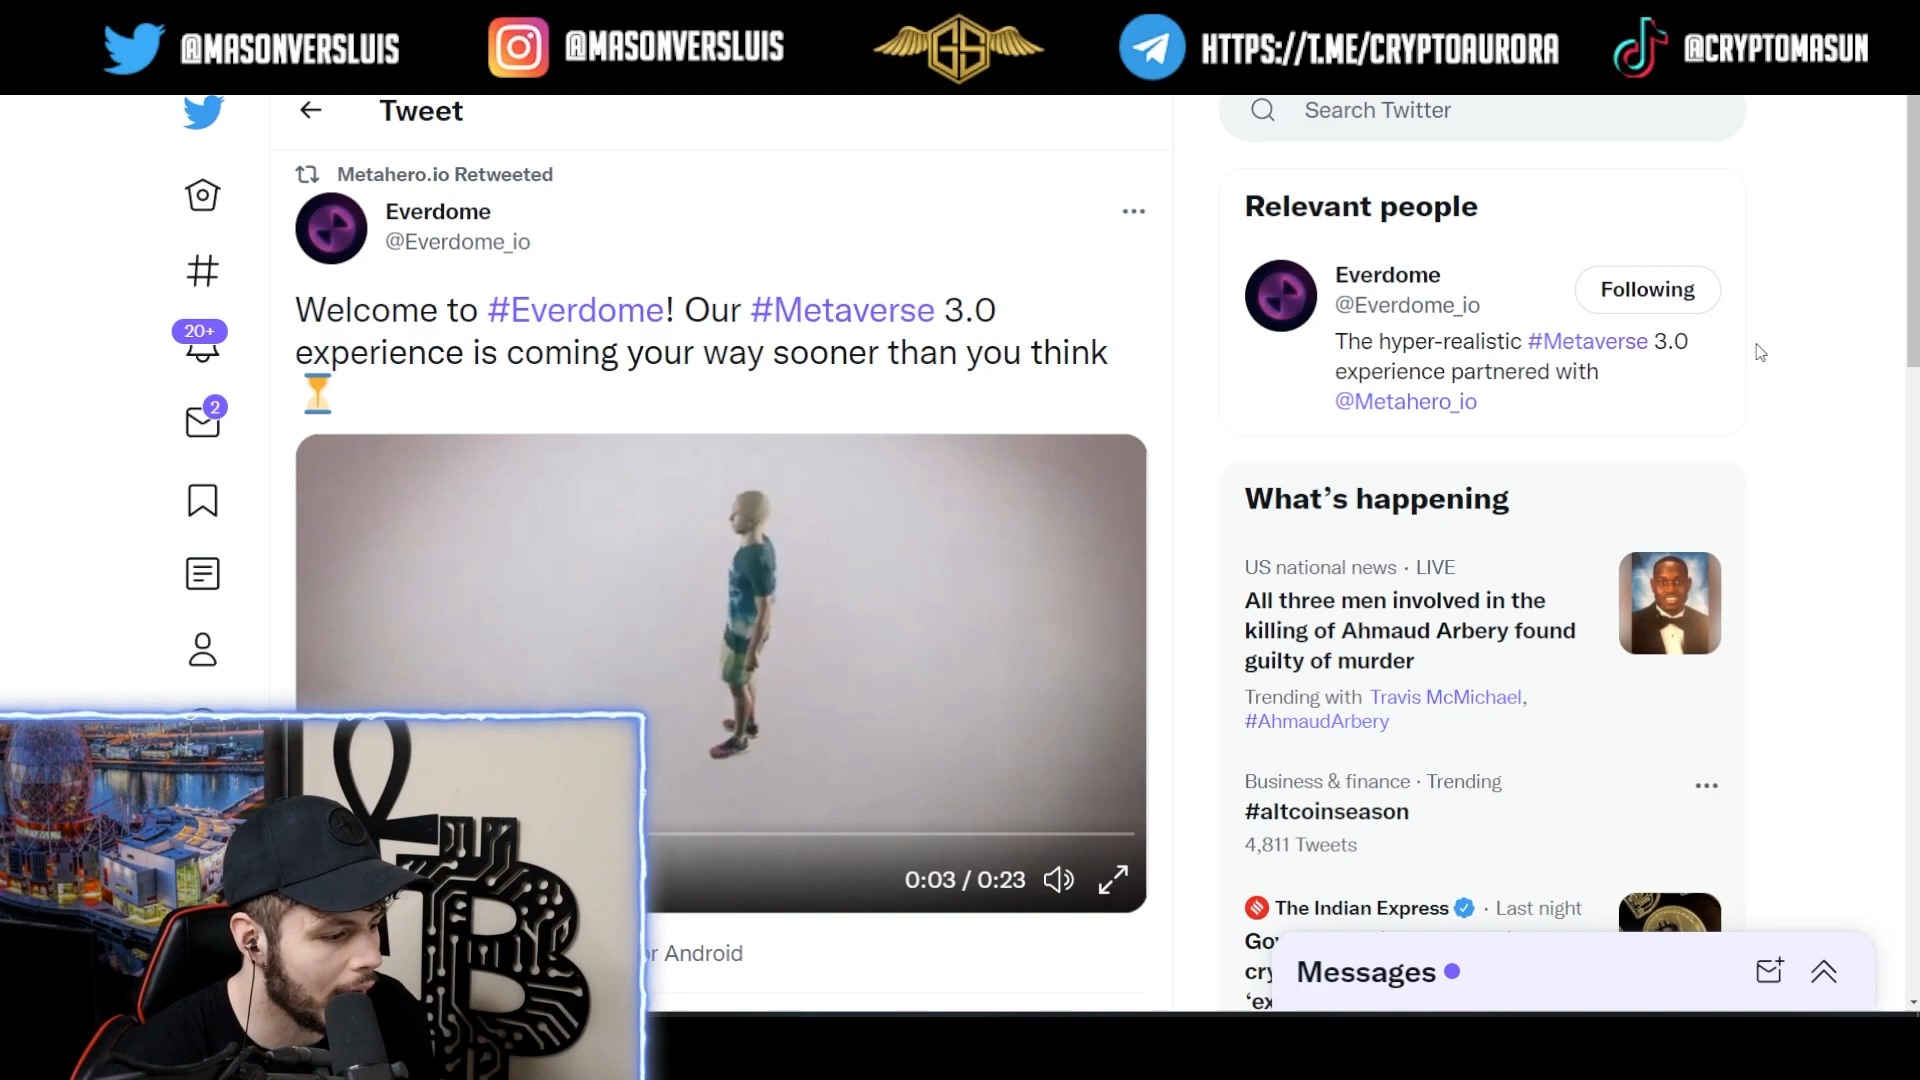 @MASONVERSLUIS
@MASONVERSLUIS
GS
HTTPS://T.ME/CRYPTOAURORA
@CRYPTOMASUN
Tweet
Search Twitter
Metahero.io Retweeted
Everdome
@Everdome_io
Welcome to #Everdome! Our #Metaverse 3.0
experience is coming your way sooner than you think
20+
2
0:03 / 0:23
Android
Relevant people
Everdome
@Everdome_io
Following
The hyper-realistic #Metaverse 3.0
experience partnered with
@Metahero_io
What's happening
US national news · LIVE
All three men involved in the
killing of Ahmaud Arbery found
guilty of murder
Trending with Travis McMichael,
#AhmaudArbery
Business & finance · Trending
#altcoinseason
4,811 Tweets
The Indian Express · Last night
Messages